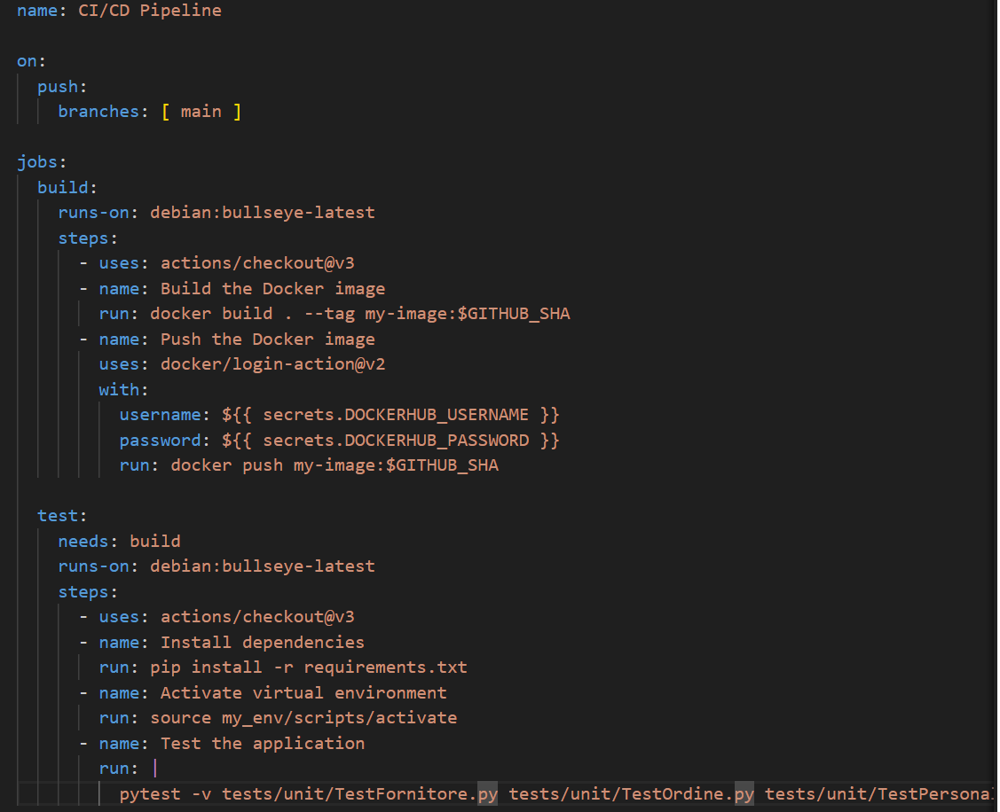 name: CI/CD Pipeline
on:
push:
branches: [ main ]
jobs:
build:
runs-on: debian:bullseye-latest
steps:
- uses: actions/checkout@v3
- name: Build the Docker image
run: docker build . --tag my-image:$GITHUB_SHA
- name: Push the Docker image
uses: docker/login-action@v2
with:
username: ${{ secrets.DOCKERHUB_USERNAME }}
password: ${{ secrets.DOCKERHUB_PASSWORD }}
run: docker push my-image:$GITHUB_SHA
test:
needs: build
runs-on: debian:bullseye-latest
steps:
- uses: actions/checkout@v3
- name: Install dependencies
run: pip install -r requirements.txt
- name: Activate virtual environment
run: source my_env/scripts/activate
- name: Test the application
run: |
pytest -v tests/unit/TestFornitore.py tests/unit/TestOrdine.py tests/unit/TestPersona